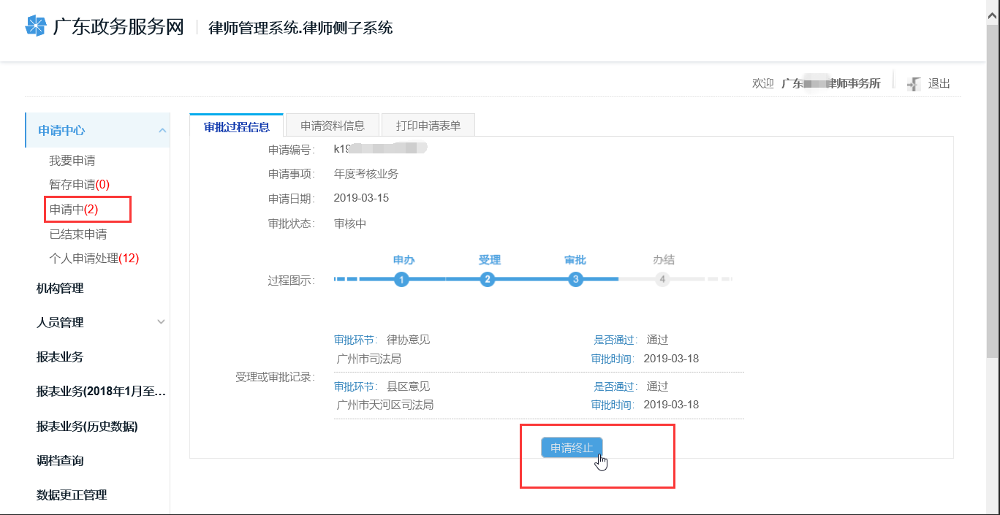 广东政务服务网 律师管理系统.律师侧子系统
欢迎 广东 律师事务所 退出
申请中心
我要申请
暂存申请(0)
申请中(2)
已结束申请
个人申请处理(12)
机构管理
人员管理
报表业务
报表业务(2018年1月至...
报表业务(历史数据)
调档查询
数据更正管理
审批过程信息 申请资料信息 打印申请表单
申请编号: k19
申请事项: 年度考核业务
申请日期: 2019-03-15
审批状态: 审核中
申办 受理 审批 办结
过程图示: 1 2 3 4
受理或审批记录:
审批环节: 律协意见 是否通过: 通过
广州市司法局 审批时间: 2019-03-18
审批环节: 县区意见 是否通过: 通过
广州市天河区司法局 审批时间: 2019-03-18
申请终止